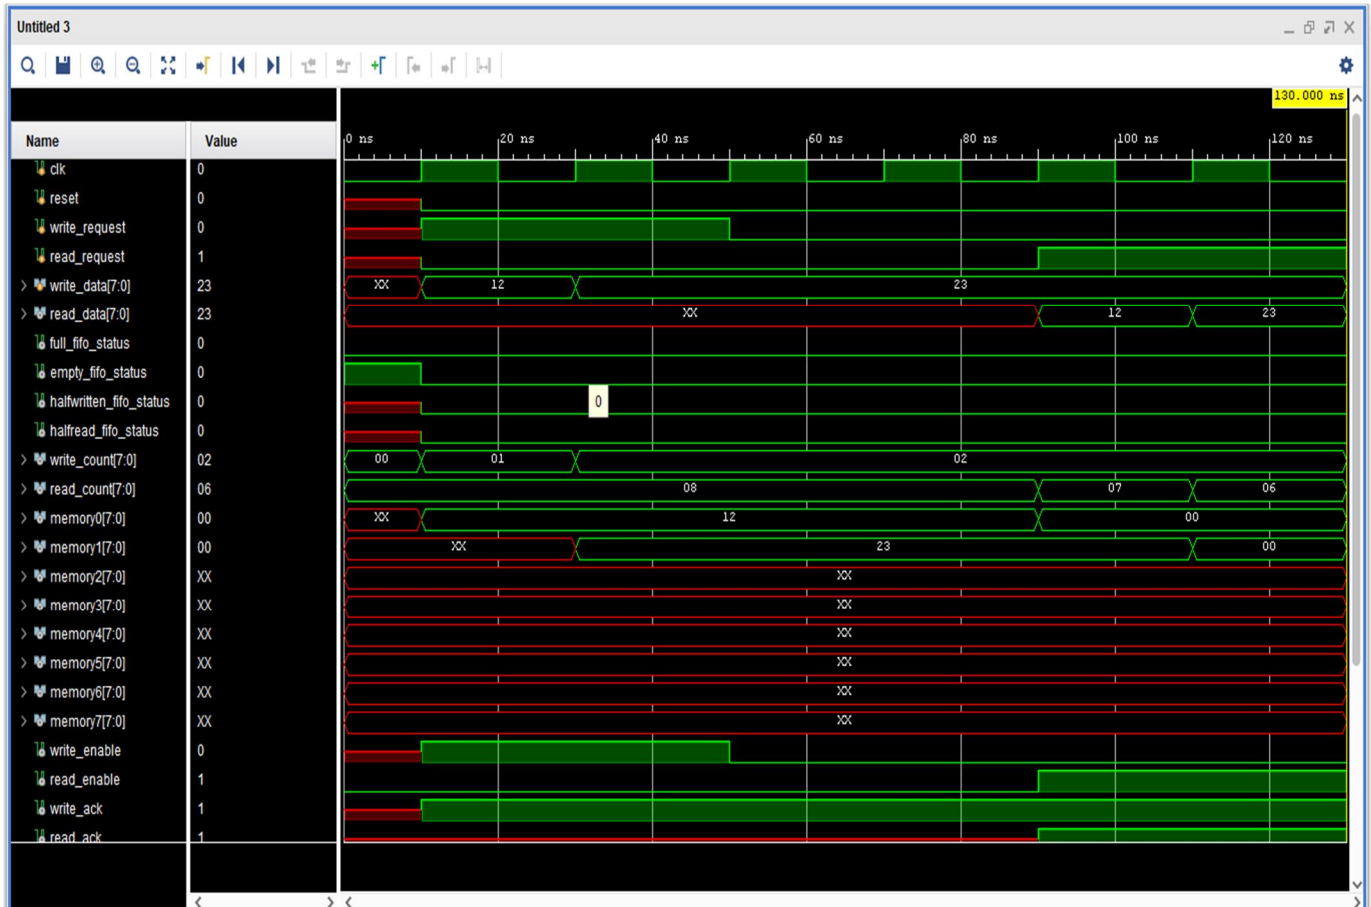 Untitled 3
130.000 ns
Name Value
0 ns 20 ns 40 ns 60 ns 80 ns 100 ns 120 ns
clk 0
reset 0
write_request 0
read_request 1
write_data[7:0] 23 XX 12 23
read_data[7:0] 23 XX 12 23
full_fifo_status 0
empty_fifo_status 0
halfwritten_fifo_status 0 0
halfread_fifo_status 0
write_count[7:0] 02 00 01 02
read_count[7:0] 06 08 07 06
memory0[7:0] 00 XX 12 00
memory1[7:0] 00 XX 23 00
memory2[7:0] XX XX
memory3[7:0] XX XX
memory4[7:0] XX XX
memory5[7:0] XX XX
memory6[7:0] XX XX
memory7[7:0] XX XX
write_enable 0
read_enable 1
write_ack 1
read_ack 1